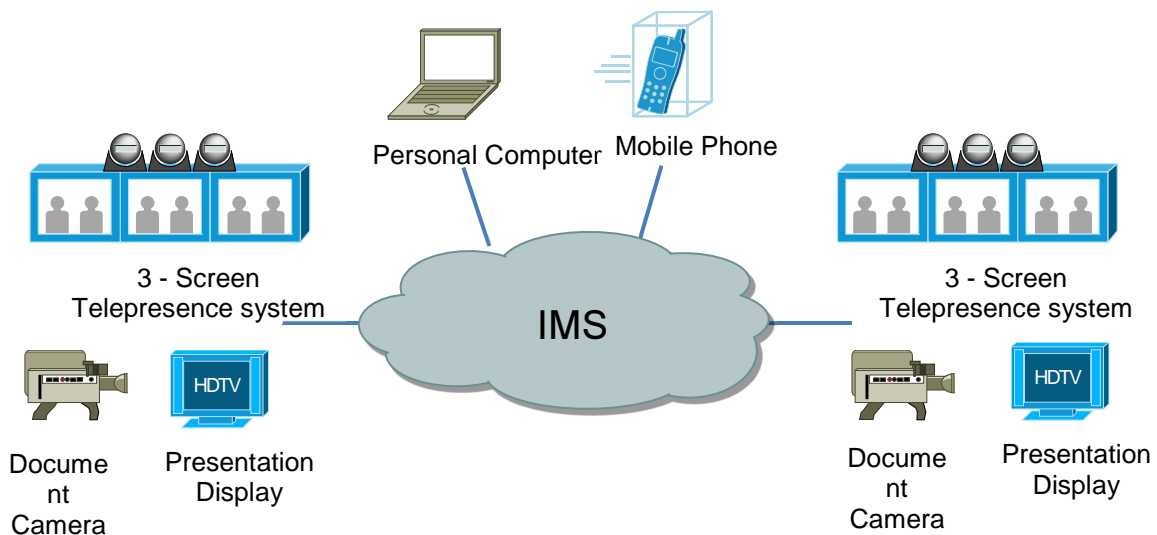 Personal Computer
Mobile Phone
3 - Screen
Telepresence system
3 - Screen
Telepresence system
IMS
HDTV
HDTV
Docume
nt
Camera
Presentation
Display
Docume
nt
Camera
Presentation
Display